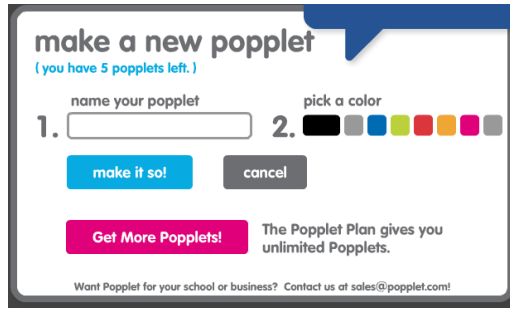 make a new popplet
( you have 5 popplets left. )
name your popplet
pick a color
1.
2.
make it so!
cancel
Get More Popplets!
The Popplet Plan gives you
unlimited Popplets.
Want Popplet for your school or business? Contact us at sales@popplet.com!